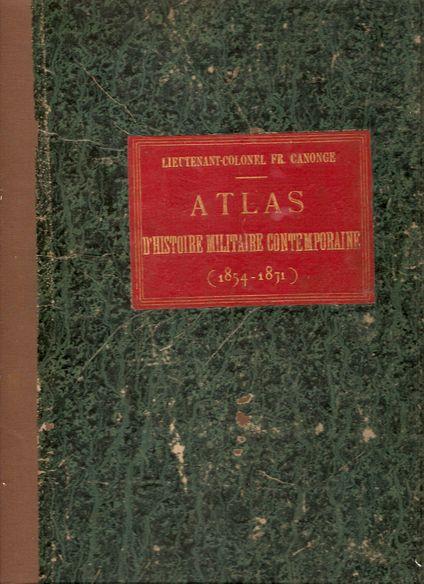 LIEUTENANT-COLONEL FR. CANONGE
ATLAS
D'HISTOIRE MILITAIRE CONTEMPORAINE
(1854-1871)